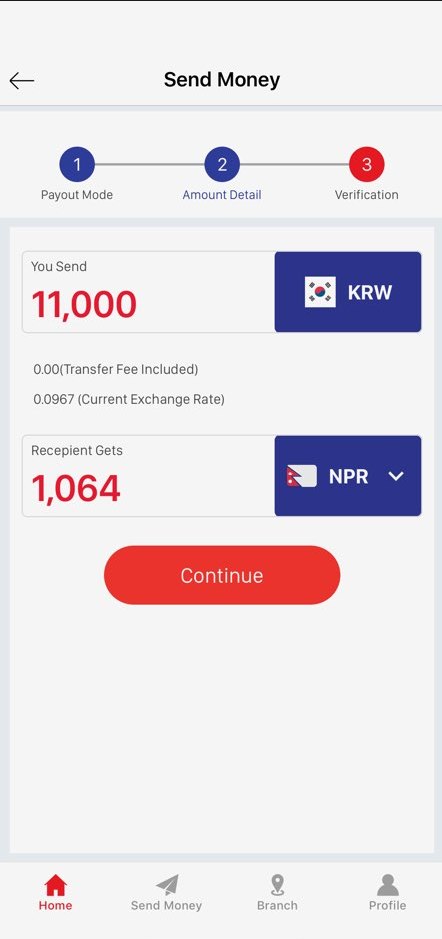 Send Money
1
2
3
Payout Mode
Amount Detail
Verification
You Send
11,000
KRW
0.00(Transfer Fee Included)
0.0967 (Current Exchange Rate)
Recepient Gets
1,064
NPR
Continue
Home
Send Money
Branch
Profile